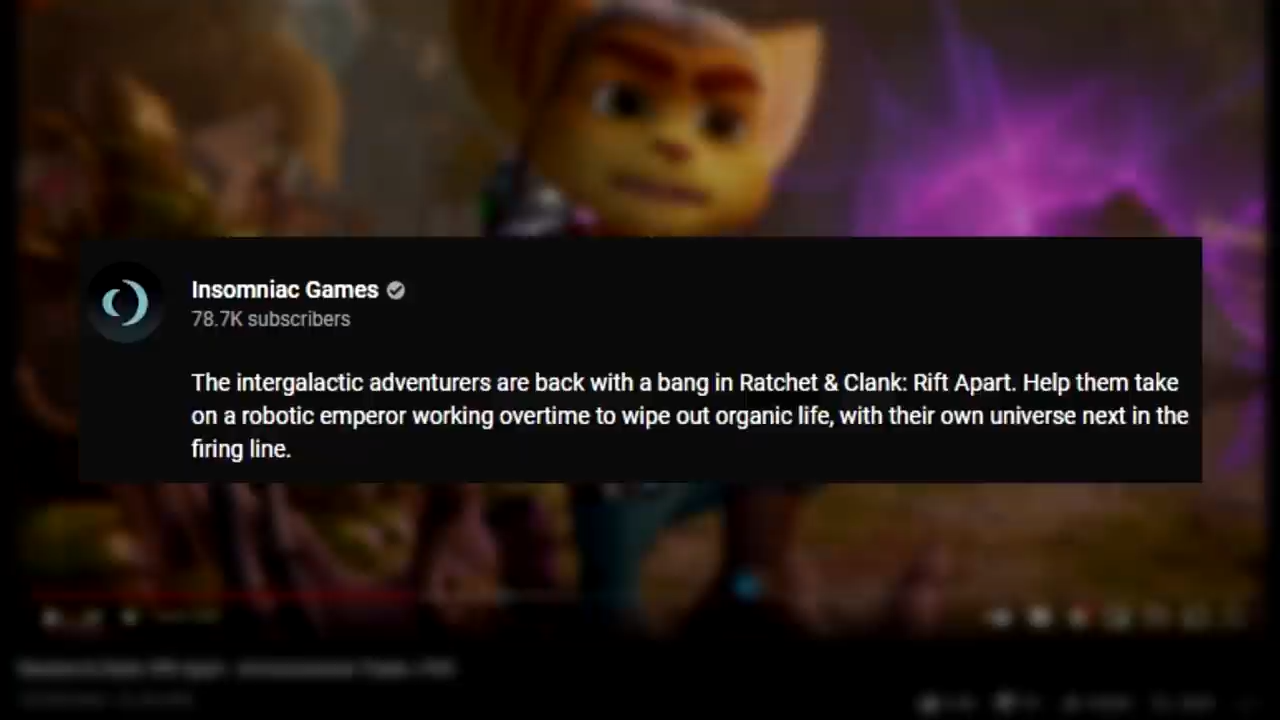 Insomniac Games
78.7K subscribers
The intergalactic adventurers are back with a bang in Ratchet & Clank: Rift Apart. Help them take
on a robotic emperor working overtime to wipe out organic life, with their own universe next in the
firing line.